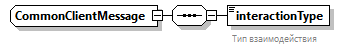 CommonClientMessage
interactionType
Тип взаимодействия